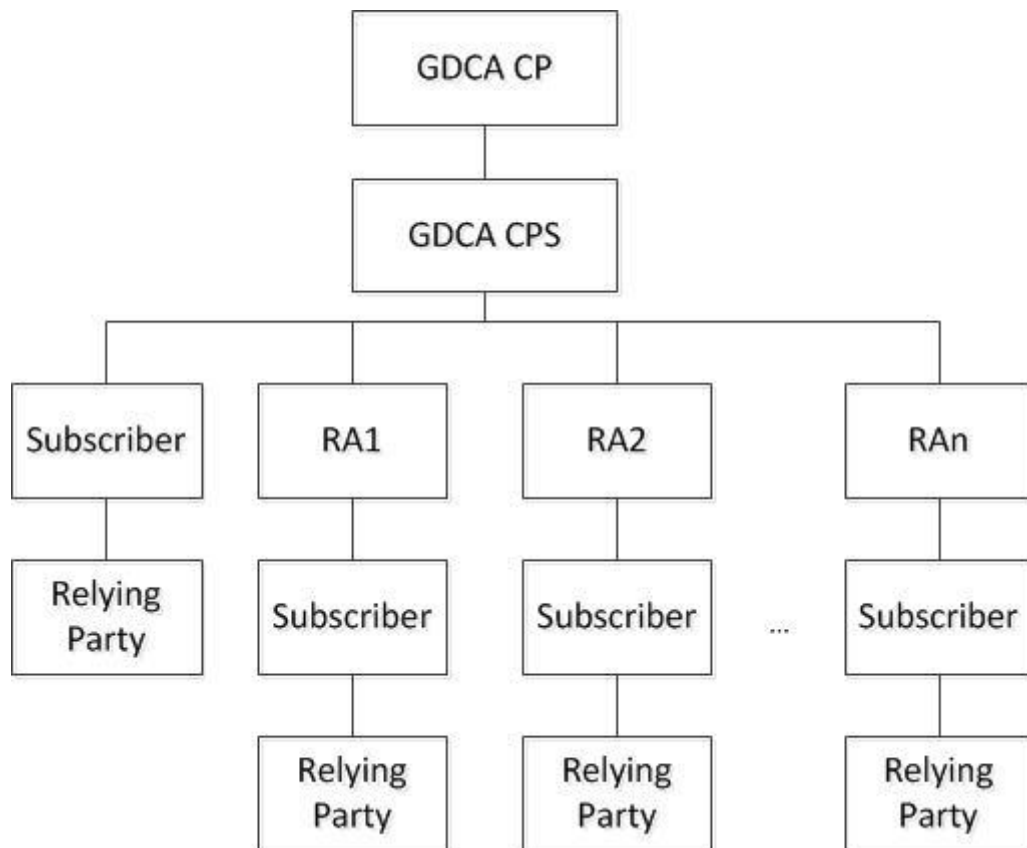 GDCA CP
GDCA CPS
Subscriber
RA1
RA2
RAn
Relying
Party
Subscriber
Subscriber
...
Subscriber
Relying
Party
Relying
Party
Relying
Party